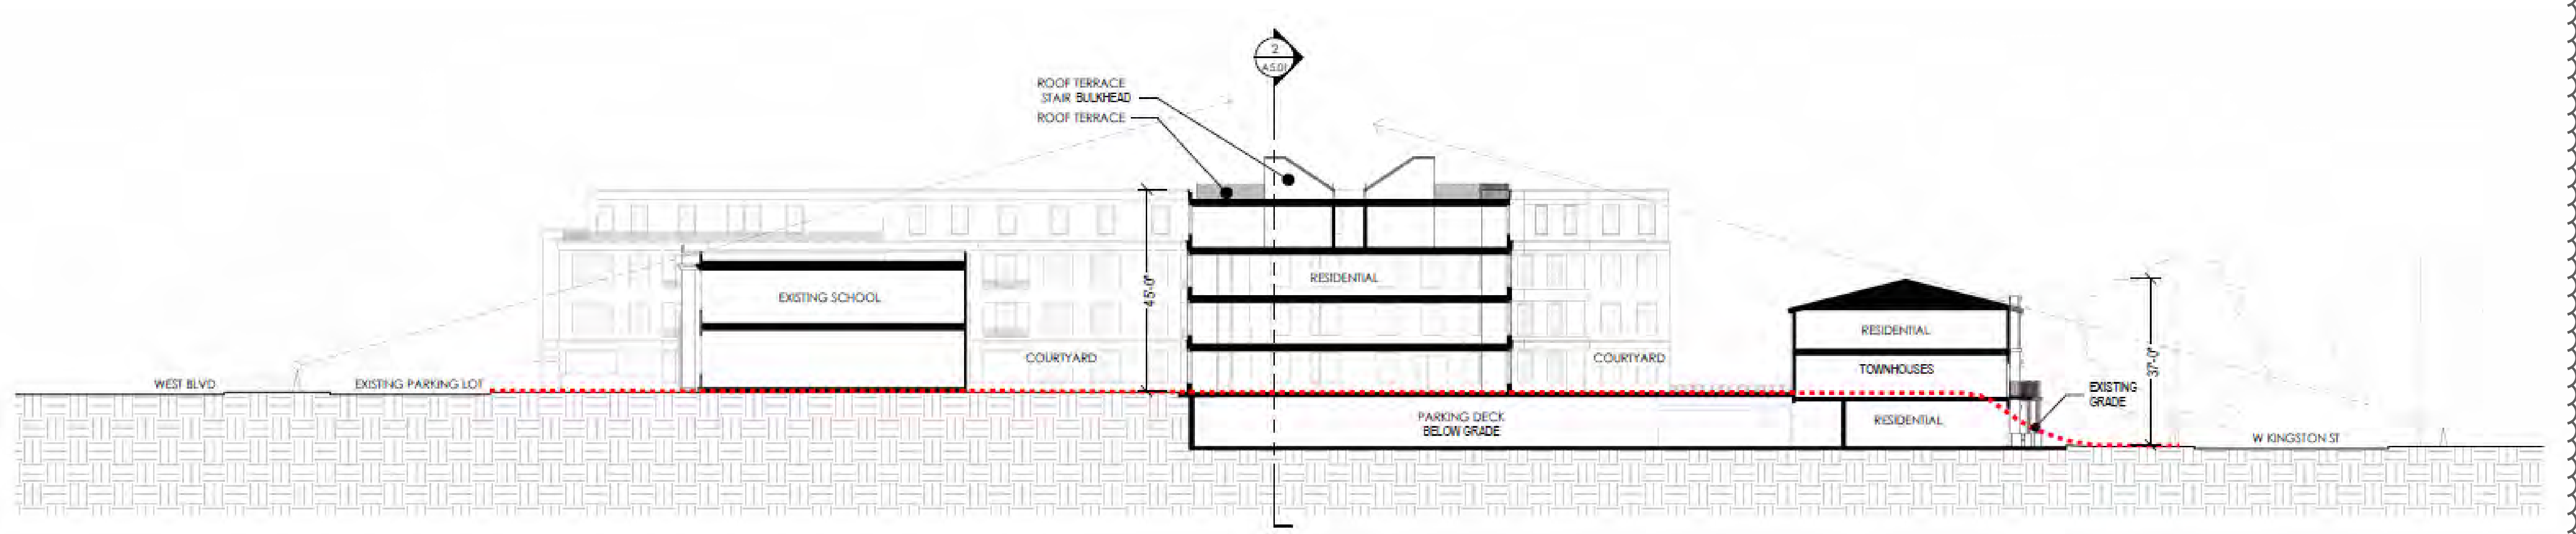 2
A5.01
ROOF TERRACE
STAIR BULKHEAD
ROOF TERRACE
45'-0"
RESIDENTIAL
EXISTING SCHOOL
COURTYARD
COURTYARD
RESIDENTIAL
TOWNHOUSES
37'-0"
WEST BLVD
EXISTING PARKING LOT
EXISTING
GRADE
PARKING DECK
BELOW GRADE
RESIDENTIAL
W KINGSTON ST